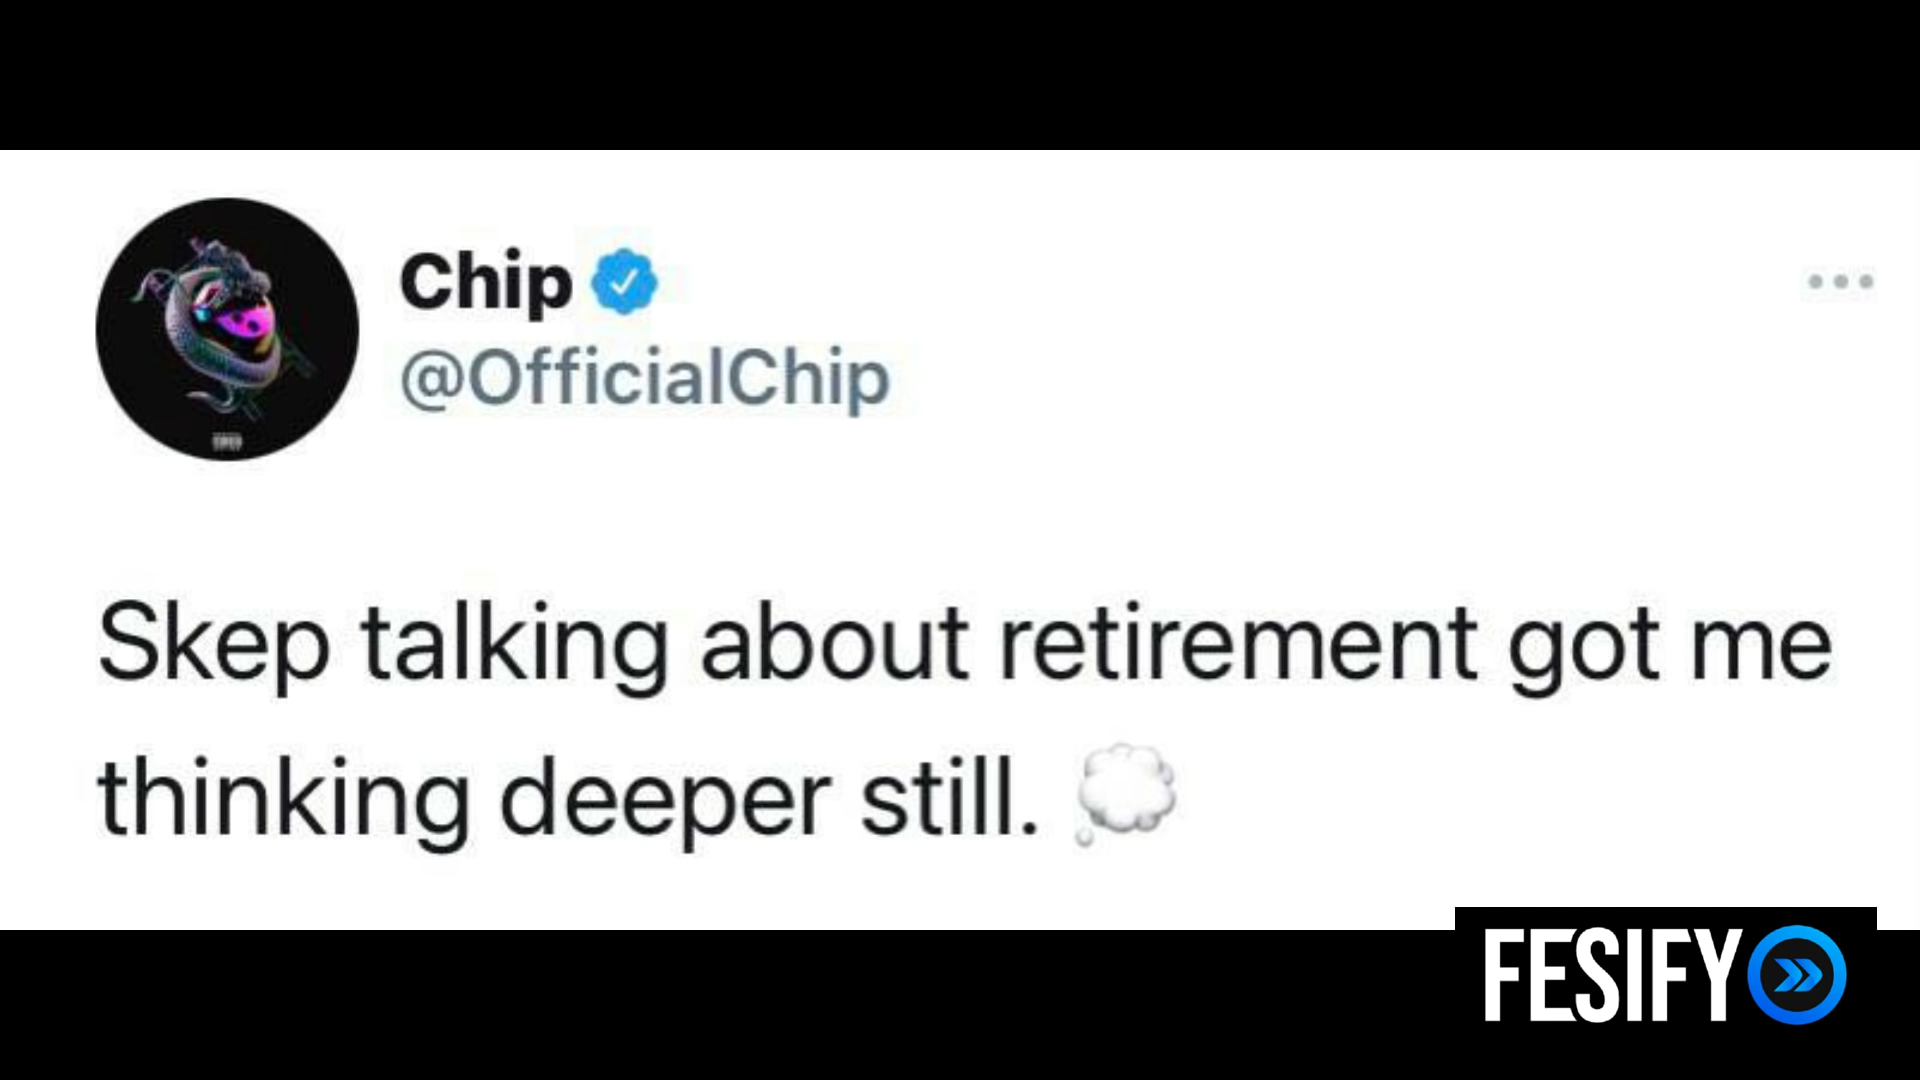 Chip
@OfficialChip
Skep talking about retirement got me
thinking deeper still. 💭
FESIFY